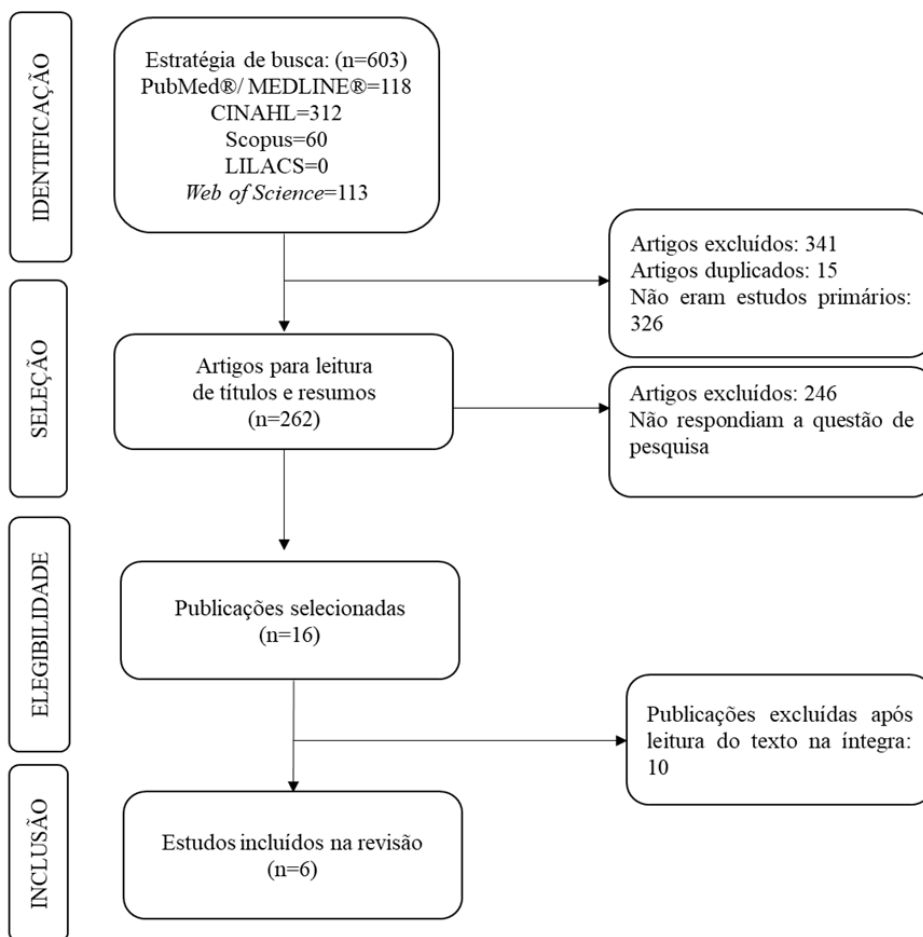 IDENTIFICAÇÃO
Estratégia de busca: (n=603)
PubMed®/ MEDLINE®=118
CINAHL=312
Scopus=60
LILACS=0
Web of Science=113
Artigos excluídos: 341
Artigos duplicados: 15
Não eram estudos primários:
326
SELEÇÃO
Artigos para leitura
de títulos e resumos
(n=262)
Artigos excluídos: 246
Não respondiam a questão de
pesquisa
ELEGIBILIDADE
Publicações selecionadas
(n=16)
Publicações excluídas após
leitura do texto na íntegra:
10
INCLUSÃO
Estudos incluídos na revisão
(n=6)